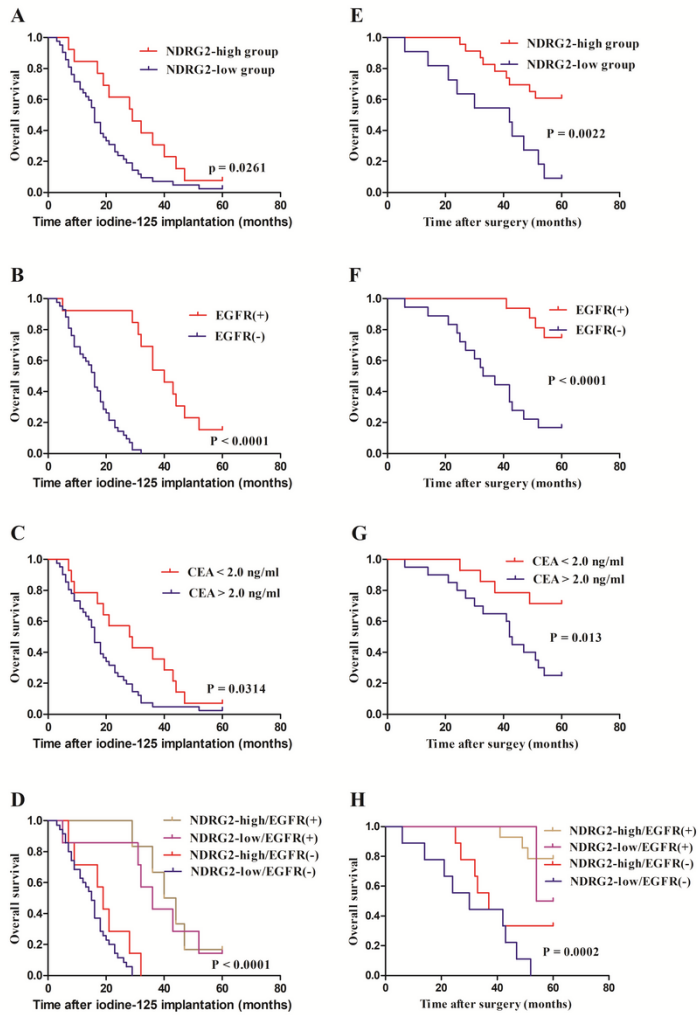 A
NDRG2-high group
NDRG2-low group
Overall survival
1.0
0.8
0.6
0.4
0.2
0.0
p = 0.0261
0 20 40 60 80
Time after iodine-125 implantation (months)
E
NDRG2-high group
NDRG2-low group
Overall survival
1.0
0.8
0.6
0.4
0.2
0.0
P = 0.0022
0 20 40 60 80
Time after surgery (months)
B
EGFR(+)
EGFR(-)
Overall survival
1.0
0.8
0.6
0.4
0.2
0.0
P < 0.0001
0 20 40 60 80
Time after iodine-125 implantation (months)
F
EGFR(+)
EGFR(-)
Overall survival
1.0
0.8
0.6
0.4
0.2
0.0
P < 0.0001
0 20 40 60 80
Time after surgery (months)
C
CEA < 2.0 ng/ml
CEA > 2.0 ng/ml
Overall survival
1.0
0.8
0.6
0.4
0.2
0.0
P = 0.0314
0 20 40 60 80
Time after iodine-125 implantation (months)
G
CEA < 2.0 ng/ml
CEA > 2.0 ng/ml
Overall survival
1.0
0.8
0.6
0.4
0.2
0.0
P = 0.013
0 20 40 60 80
Time after surgey (months)
D
NDRG2-high/EGFR(+)
NDRG2-low/EGFR(+)
NDRG2-high/EGFR(-)
NDRG2-low/EGFR(-)
Overall survival
1.0
0.8
0.6
0.4
0.2
0.0
P < 0.0001
0 20 40 60 80
Time after iodine-125 implantation (months)
H
NDRG2-high/EGFR(+)
NDRG2-low/EGFR(+)
NDRG2-high/EGFR(-)
NDRG2-low/EGFR(-)
Overall survival
1.0
0.8
0.6
0.4
0.2
0.0
P = 0.0002
0 20 40 60 80
Time after surgery (months)